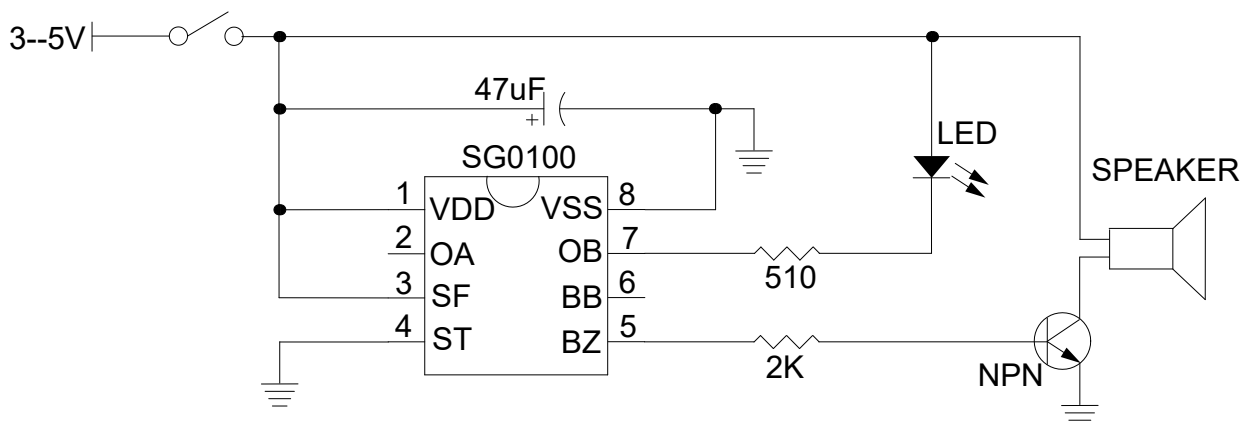 3--5V
47uF
+
LED
SG0100
SPEAKER
1 VDD VSS 8
2 OA OB 7
510
3 SF BB 6
4 ST BZ 5
2K
NPN